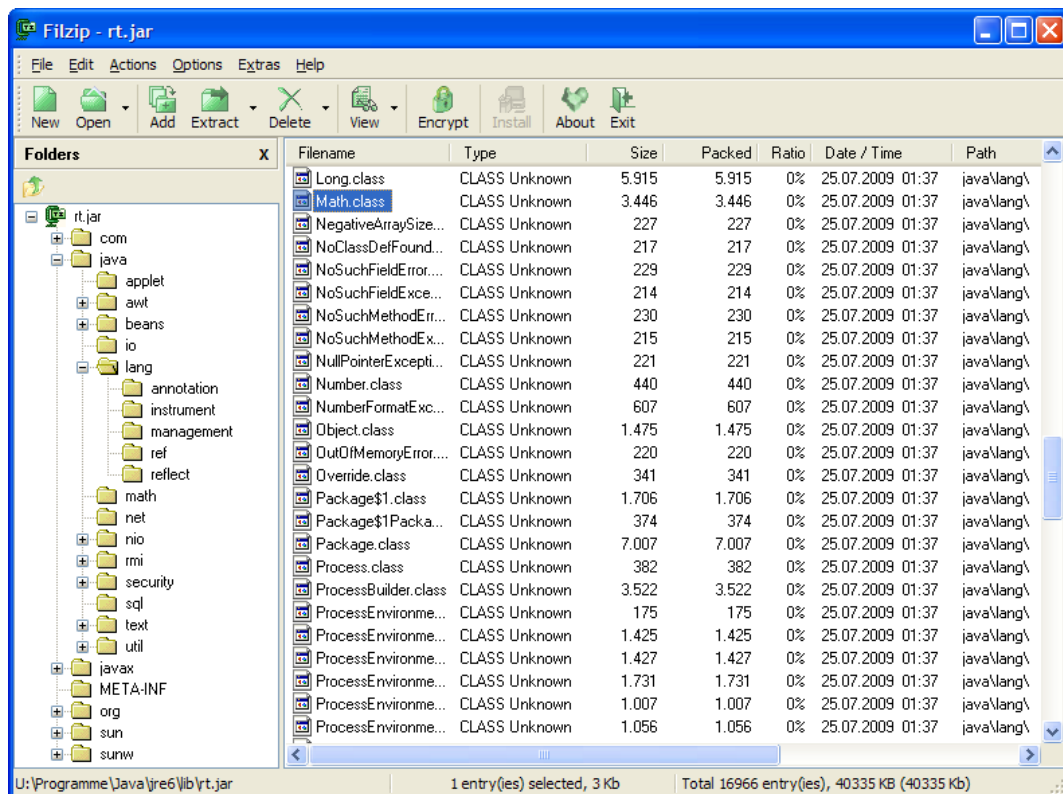 Filzip - rt.jar
File Edit Actions Options Extras Help
New Open Add Extract Delete View Encrypt Install About Exit
Folders X
rt.jar
com
java
applet
awt
beans
io
lang
annotation
instrument
management
ref
reflect
math
net
nio
rmi
security
sql
text
util
javax
META-INF
org
sun
sunw
Filename Type Size Packed Ratio Date / Time Path
Long.class CLASS Unknown 5.915 5.915 0% 25.07.2009 01:37 java\lang\
Math.class CLASS Unknown 3.446 3.446 0% 25.07.2009 01:37 java\lang\
NegativeArraySize... CLASS Unknown 227 227 0% 25.07.2009 01:37 java\lang\
NoClassDefFound... CLASS Unknown 217 217 0% 25.07.2009 01:37 java\lang\
NoSuchFieldError.... CLASS Unknown 229 229 0% 25.07.2009 01:37 java\lang\
NoSuchFieldExce... CLASS Unknown 214 214 0% 25.07.2009 01:37 java\lang\
NoSuchMethodErr... CLASS Unknown 230 230 0% 25.07.2009 01:37 java\lang\
NoSuchMethodEx... CLASS Unknown 215 215 0% 25.07.2009 01:37 java\lang\
NullPointerExcepti... CLASS Unknown 221 221 0% 25.07.2009 01:37 java\lang\
Number.class CLASS Unknown 440 440 0% 25.07.2009 01:37 java\lang\
NumberFormatExc... CLASS Unknown 607 607 0% 25.07.2009 01:37 java\lang\
Object.class CLASS Unknown 1.475 1.475 0% 25.07.2009 01:37 java\lang\
OutOfMemoryError.... CLASS Unknown 220 220 0% 25.07.2009 01:37 java\lang\
Override.class CLASS Unknown 341 341 0% 25.07.2009 01:37 java\lang\
Package$1.class CLASS Unknown 1.706 1.706 0% 25.07.2009 01:37 java\lang\
Package$1Packa... CLASS Unknown 374 374 0% 25.07.2009 01:37 java\lang\
Package.class CLASS Unknown 7.007 7.007 0% 25.07.2009 01:37 java\lang\
Process.class CLASS Unknown 382 382 0% 25.07.2009 01:37 java\lang\
ProcessBuilder.class CLASS Unknown 3.522 3.522 0% 25.07.2009 01:37 java\lang\
ProcessEnvironme... CLASS Unknown 175 175 0% 25.07.2009 01:37 java\lang\
ProcessEnvironme... CLASS Unknown 1.425 1.425 0% 25.07.2009 01:37 java\lang\
ProcessEnvironme... CLASS Unknown 1.427 1.427 0% 25.07.2009 01:37 java\lang\
ProcessEnvironme... CLASS Unknown 1.731 1.731 0% 25.07.2009 01:37 java\lang\
ProcessEnvironme... CLASS Unknown 1.007 1.007 0% 25.07.2009 01:37 java\lang\
ProcessEnvironme... CLASS Unknown 1.056 1.056 0% 25.07.2009 01:37 java\lang\
U:\Programme\Java\jre6\lib\rt.jar 1 entry(ies) selected, 3 Kb Total 16966 entry(ies), 40335 KB (40335 Kb)